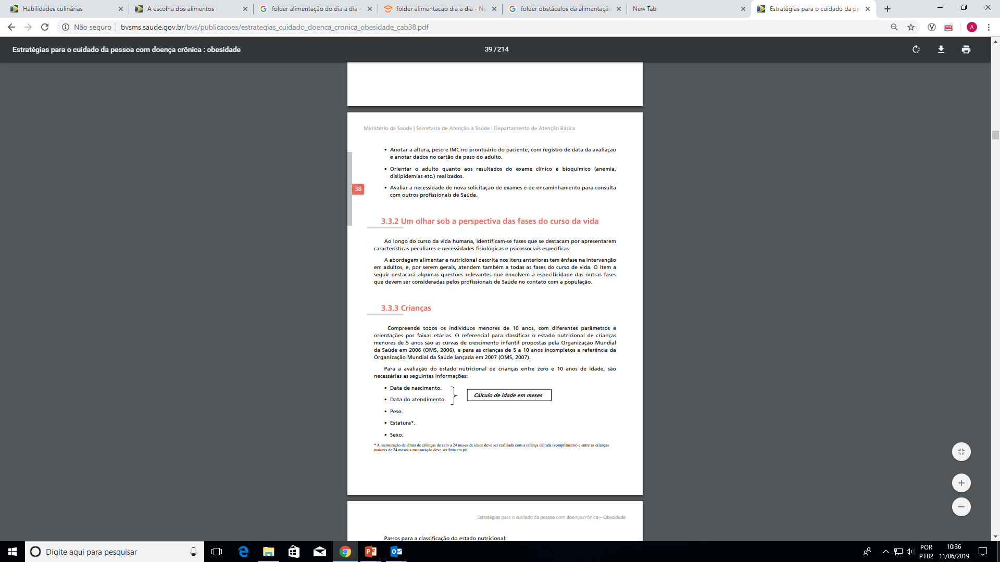 Habilidades culinárias
A escolha dos alimentos
folder alimentação do dia a dia -
folder alimentacao dia a dia - Nu
folder obstáculos da alimentação
New Tab
Estratégias para o cuidado da pe
Não seguro
bvsms.saude.gov.br/bvs/publicacoes/estrategias_cuidado_doenca_cronica_obesidade_cab38.pdf
PDF
A
Estratégias para o cuidado da pessoa com doença crônica : obesidade
39 / 214
Ministério da Saúde | Secretaria de Atenção à Saúde | Departamento de Atenção Básica
• Anotar a altura, peso e IMC no prontuário do paciente, com registro de data da avaliação
e anotar dados no cartão de peso do adulto.
• Orientar o adulto quanto aos resultados do exame clínico e bioquímico (anemia,
dislipidemias etc.) realizados.
38
• Avaliar a necessidade de nova solicitação de exames e de encaminhamento para consulta
com outros profissionais de Saúde.
3.3.2 Um olhar sob a perspectiva das fases do curso da vida
Ao longo do curso da vida humana, identificam-se fases que se destacam por apresentarem
características peculiares e necessidades fisiológicas e psicossociais específicas.
A abordagem alimentar e nutricional descrita nos itens anteriores tem ênfase na intervenção
em adultos, e, por serem gerais, atendem também a todas as fases do curso de vida. O item a
seguir destacará algumas questões relevantes que envolvem a especificidade das outras fases
que devem ser consideradas pelos profissionais de Saúde no contato com a população.
3.3.3 Crianças
Compreende todos os indivíduos menores de 10 anos, com diferentes parâmetros e
orientações por faixas etárias. O referencial para classificar o estado nutricional de crianças
menores de 5 anos são as curvas de crescimento infantil propostas pela Organização Mundial
da Saúde em 2006 (OMS, 2006), e para as crianças de 5 a 10 anos incompletos a referência da
Organização Mundial da Saúde lançada em 2007 (OMS, 2007).
Para a avaliação do estado nutricional de crianças entre zero e 10 anos de idade, são
necessárias as seguintes informações:
• Data de nascimento.
Cálculo de idade em meses
• Data do atendimento.
• Peso.
• Estatura*.
• Sexo.
* A mensuração da altura de crianças de zero a 24 meses de idade deve ser realizada com a criança deitada (comprimento) e entre as crianças
maiores de 24 meses a mensuração deve ser feita em pé.
Estratégias para o cuidado da pessoa com doença crônica – Obesidade
Passos para a classificação do estado nutricional:
Digite aqui para pesquisar
POR
PTB2
10:36
11/06/2019